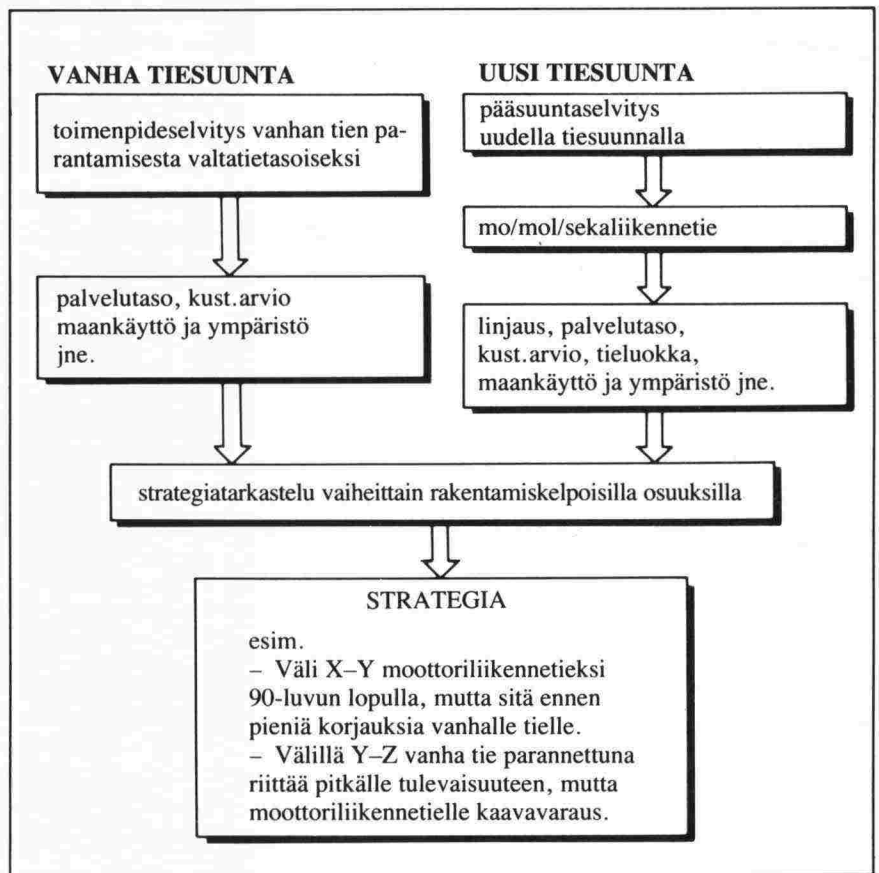 VANHA TIESUUNTA
toimenpideselvitys vanhan tien pa-
rantamisesta valtatietasoiseksi
palvelutaso, kust.arvio
maankäyttö ja ympäristö
jne.
UUSI TIESUUNTA
pääsuuntaselvitys
uudella tiesuunnalla
mo/mol/sekaliikennetie
linjaus, palvelutaso,
kust.arvio, tieluokka,
maankäyttö ja ympäristö jne.
strategiatarkastelu vaiheittain rakentamiskelpoisilla osuuksilla
STRATEGIA
esim.
– Väli X–Y moottoriliikennetieksi
90-luvun lopulla, mutta sitä ennen
pieniä korjauksia vanhalle tielle.
– Välillä Y–Z vanha tie parannettuna
riittää pitkälle tulevaisuuteen, mutta
moottoriliikennetielle kaavavaraus.